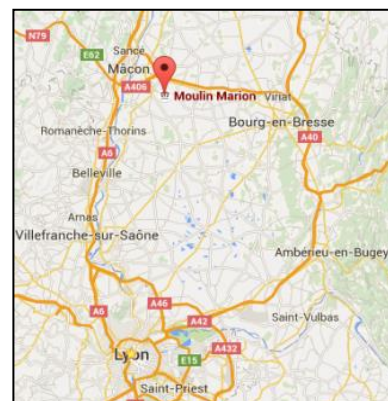 N79
E62
Sance
Mâcon
A406
Moulin Marion
Viriat
Bourg-en-Bresse
Romanèche-Thorins
A6
A40
Belleville
Arnas
Villefranche-sur-Saône
Ambérieu-en-Bugey
A46
A6
A42
Saint-Vulbas
Lyon
A432
E15
Saint-Priest